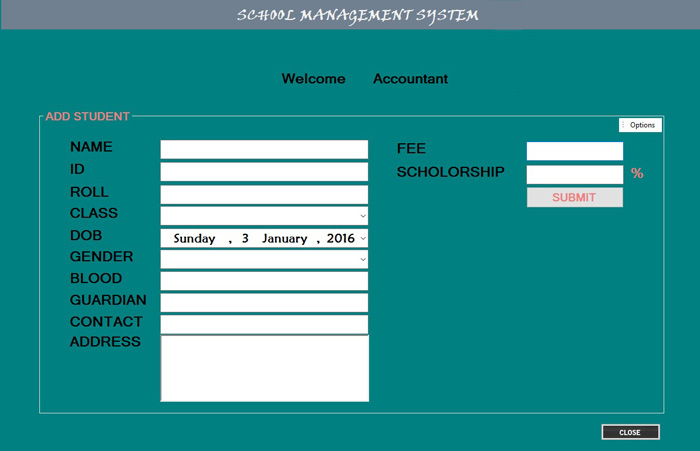 SCHOOL MANAGEMENT SYSTEM
Welcome Accountant
ADD STUDENT
Options
NAME
ID
ROLL
CLASS
DOB Sunday , 3 January , 2016
GENDER
BLOOD
GUARDIAN
CONTACT
ADDRESS
FEE
SCHOLORSHIP %
SUBMIT
CLOSE